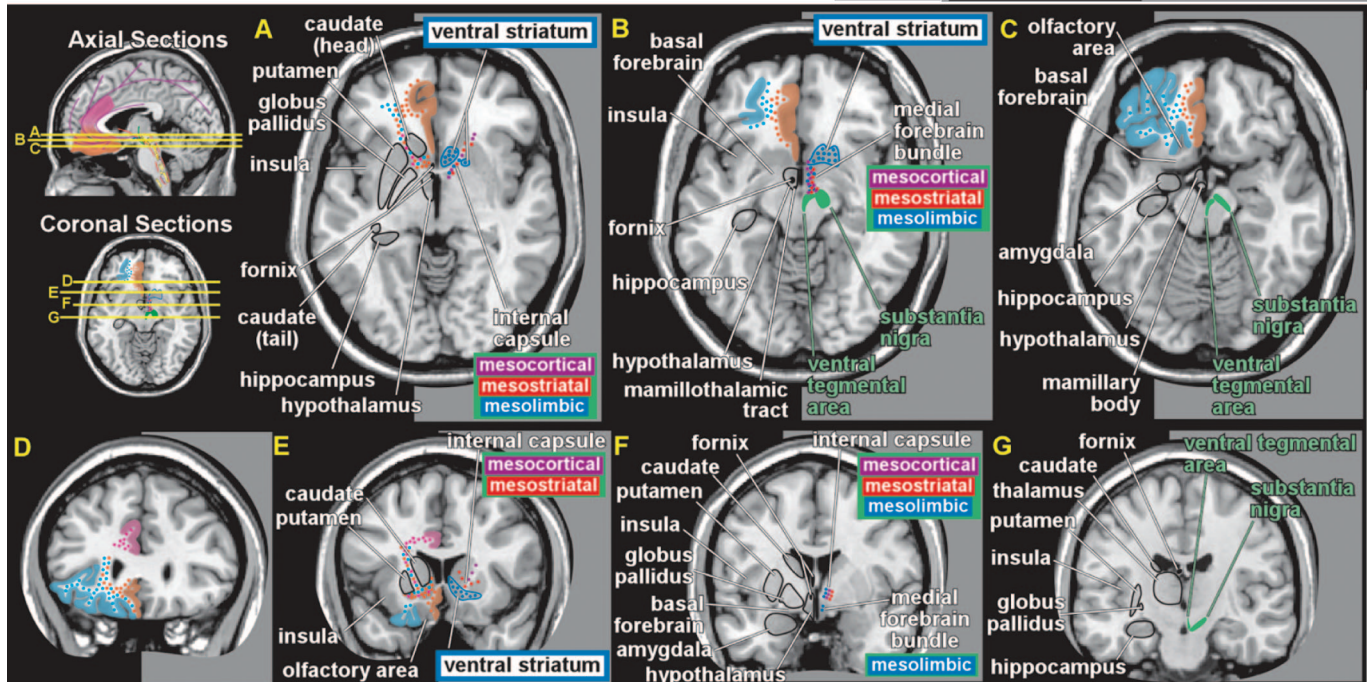 Axial Sections
A
B
C
Coronal Sections
D
E
F
G
A
caudate
(head)
putamen
globus
pallidus
insula
fornix
caudate
(tail)
hippocampus
hypothalamus
ventral striatum
internal
capsule
mesocortical
mesostriatal
mesolimbic
B
basal
forebrain
insula
fornix
hippocampus
hypothalamus
mamillothalamic
tract
ventral striatum
medial
forebrain
bundle
mesocortical
mesostriatal
mesolimbic
substantia
nigra
ventral
tegmental
area
C
olfactory
area
basal
forebrain
amygdala
hippocampus
hypothalamus
mamillary
body
substantia
nigra
ventral
tegmental
area
D
E
internal capsule
mesocortical
mesostriatal
caudate
putamen
insula
olfactory area
ventral striatum
F
fornix
caudate
putamen
insula
globus
pallidus
basal
forebrain
amygdala
hypothalamus
internal capsule
mesocortical
mesostriatal
mesolimbic
medial
forebrain
bundle
mesolimbic
G
fornix
caudate
thalamus
putamen
insula
globus
pallidus
hippocampus
ventral tegmental
area
substantia
nigra